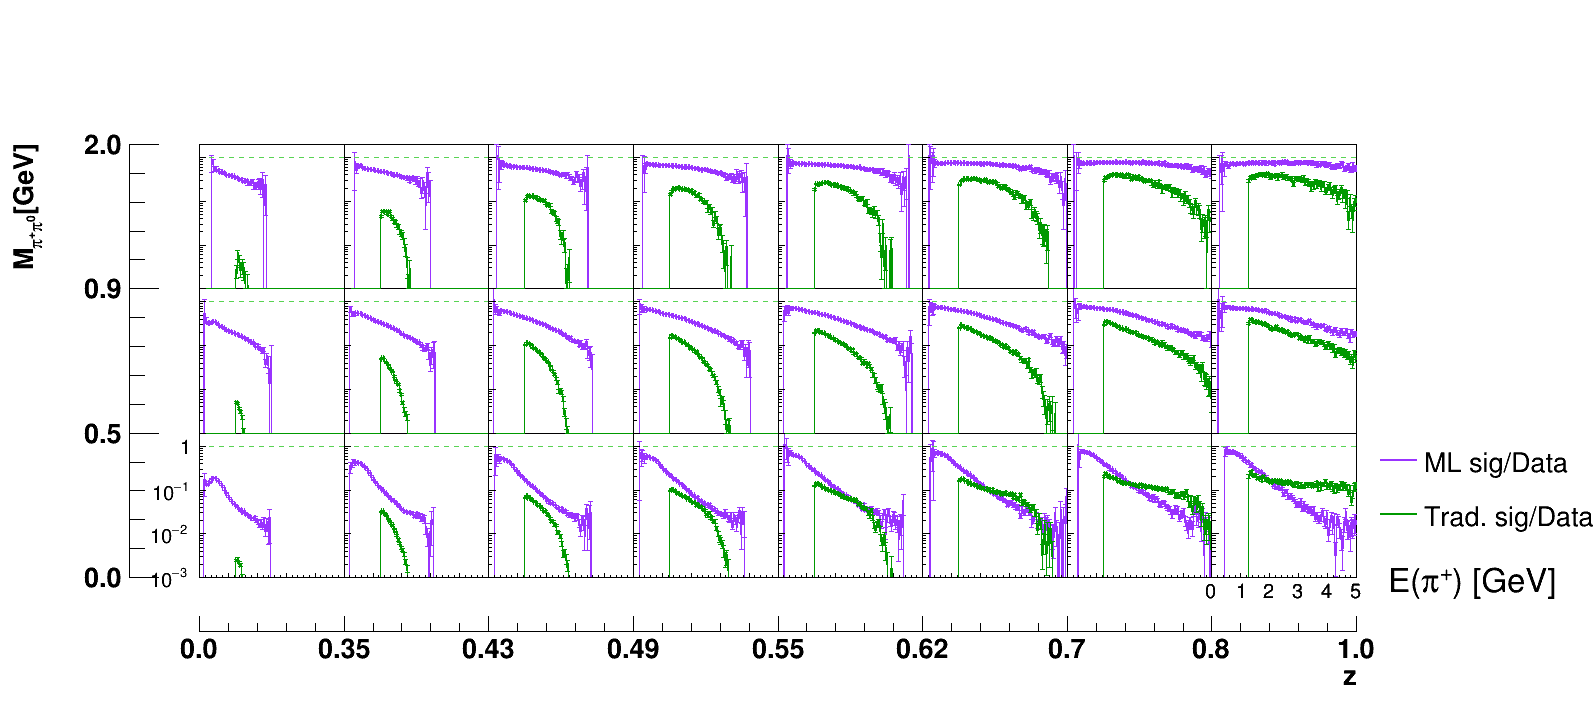 M π⁺π⁰ [GeV]
2.0
0.9
0.5
0.0
1
10⁻¹
10⁻²
10⁻³
ML sig/Data
Trad. sig/Data
0 1 2 3 4 5
E(π⁺) [GeV]
0.0 0.35 0.43 0.49 0.55 0.62 0.7 0.8 1.0
z